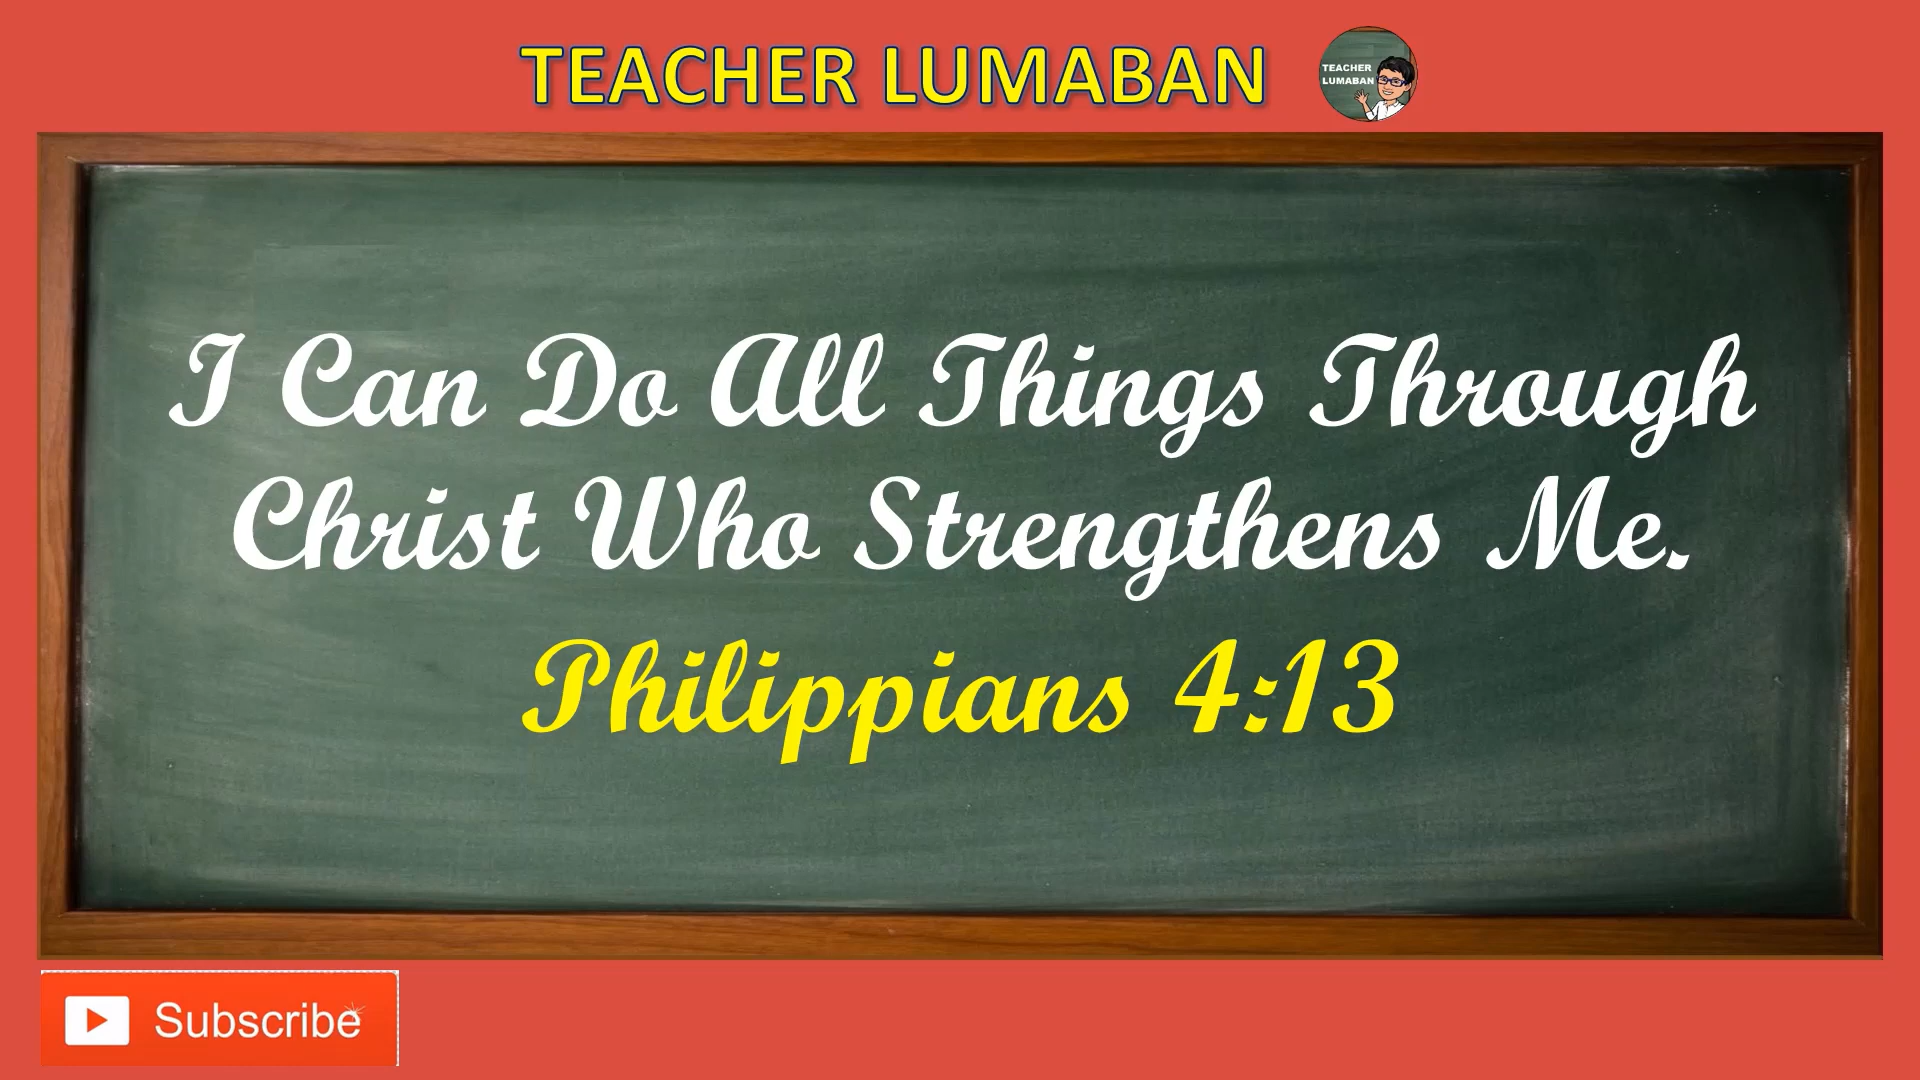 TEACHER LUMABAN
TEACHER
LUMABAN
I Can Do All Things Through
Christ Who Strengthens Me.
Philippians 4:13
Subscribe